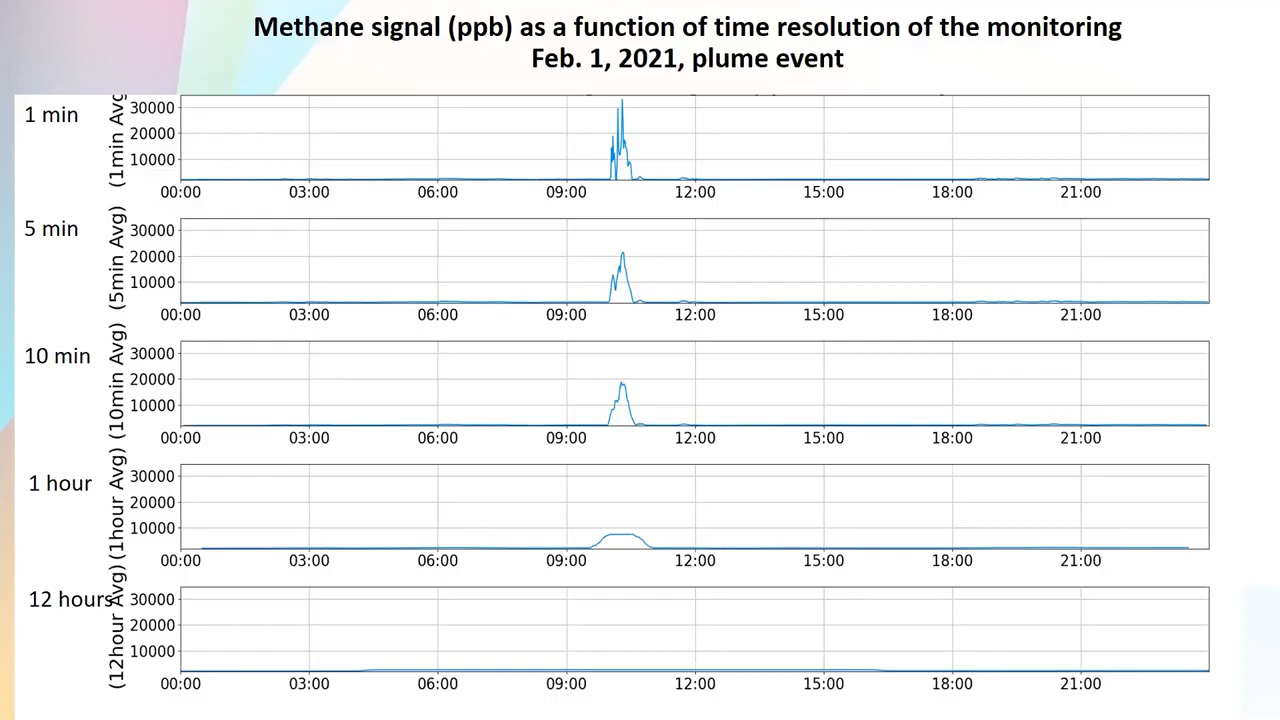 Methane signal (ppb) as a function of time resolution of the monitoring
Feb. 1, 2021, plume event
1 min
(1min Avg
30000
20000
10000
00:00 03:00 06:00 09:00 12:00 15:00 18:00 21:00
5 min
(5min Avg)
30000
20000
10000
00:00 03:00 06:00 09:00 12:00 15:00 18:00 21:00
10 min
(10min Avg)
30000
20000
10000
00:00 03:00 06:00 09:00 12:00 15:00 18:00 21:00
1 hour
(1hour Avg)
30000
20000
10000
00:00 03:00 06:00 09:00 12:00 15:00 18:00 21:00
12 hours
(12hour Avg)
30000
20000
10000
00:00 03:00 06:00 09:00 12:00 15:00 18:00 21:00